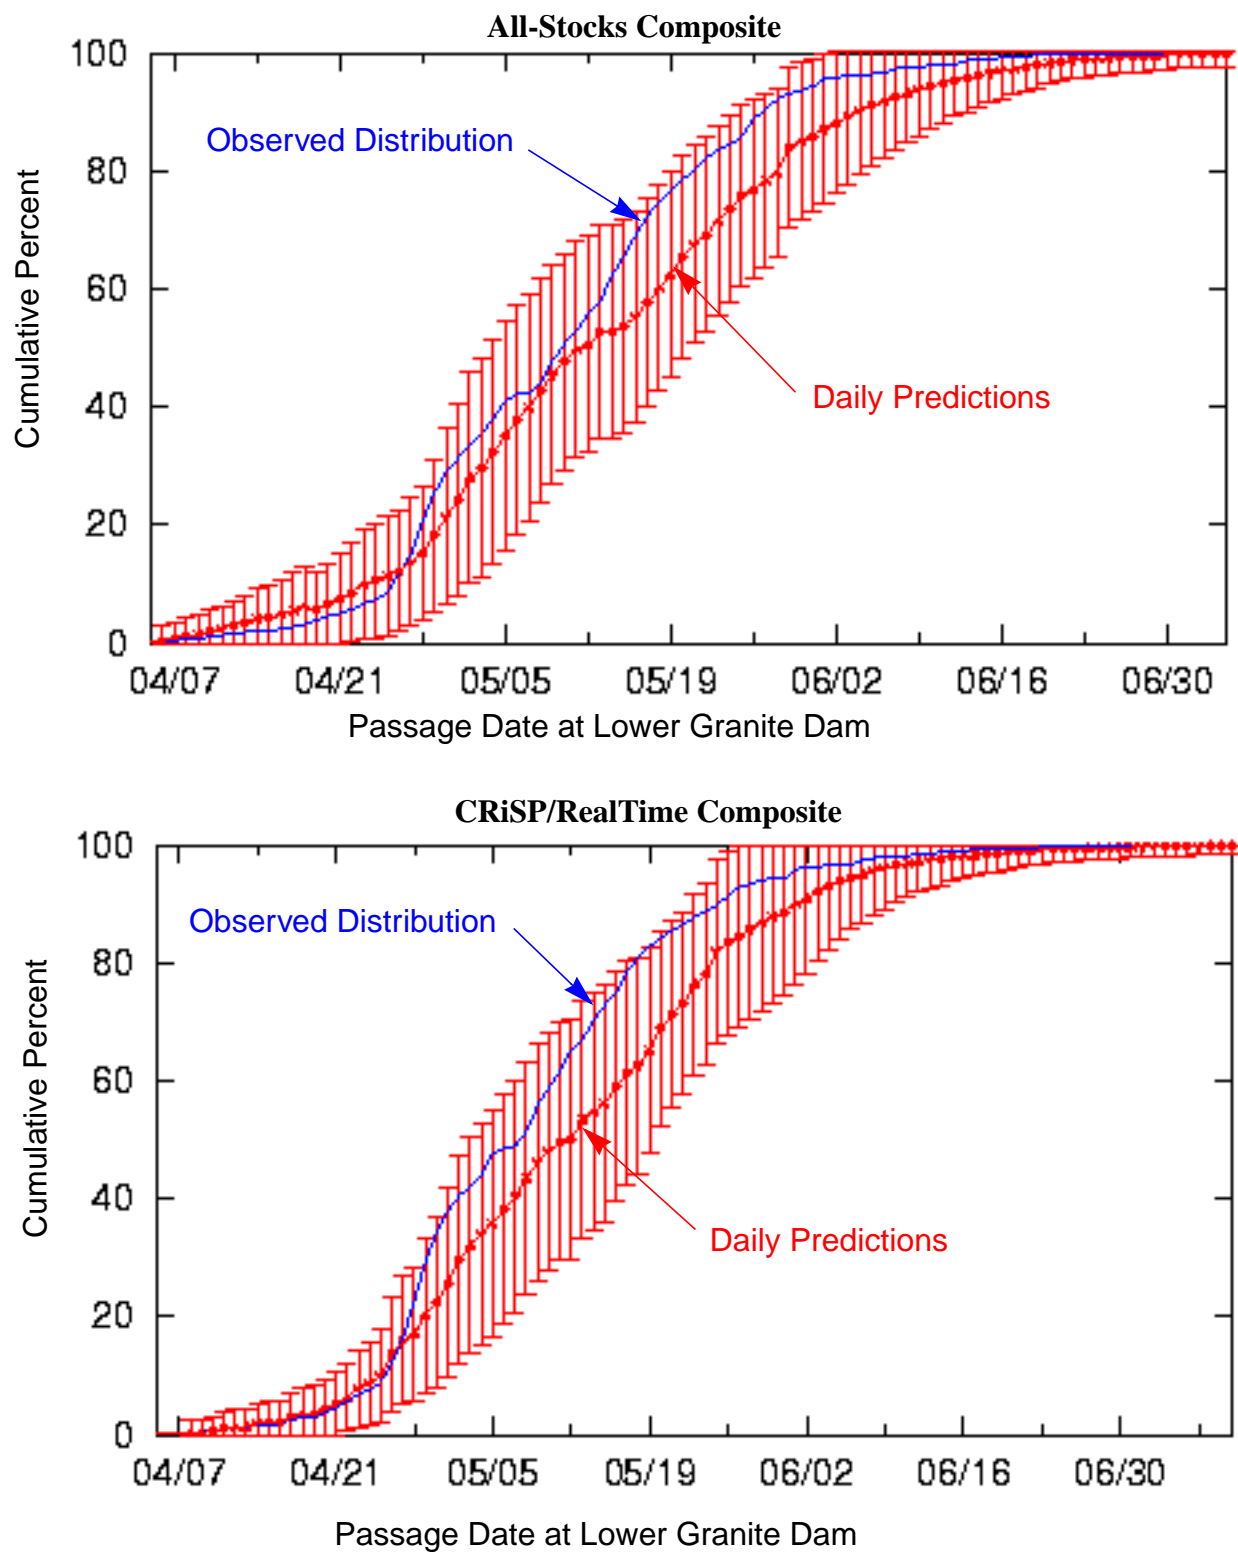 All-Stocks Composite
100
80
60
40
20
0
Cumulative Percent
Observed Distribution
Daily Predictions
04/07 04/21 05/05 05/19 06/02 06/16 06/30
Passage Date at Lower Granite Dam
CRiSP/RealTime Composite
100
80
60
40
20
0
Cumulative Percent
Observed Distribution
Daily Predictions
04/07 04/21 05/05 05/19 06/02 06/16 06/30
Passage Date at Lower Granite Dam